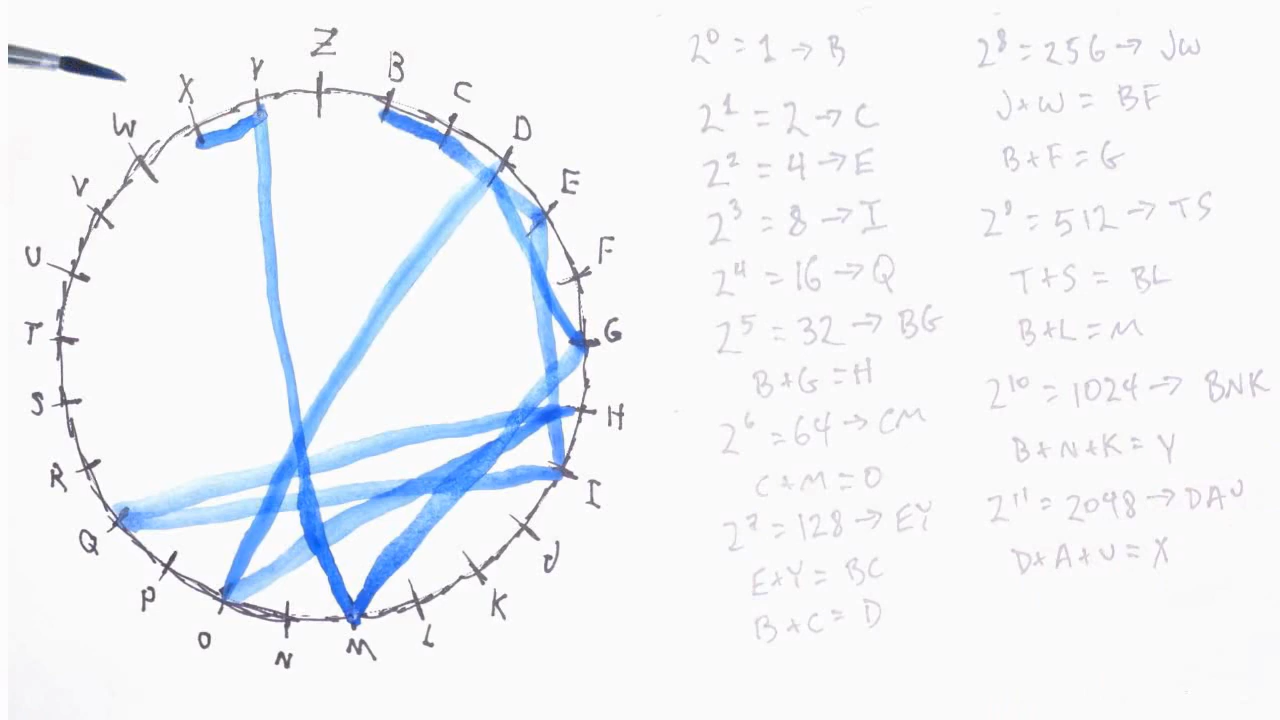 Z
B
C
D
E
F
G
H
I
J
K
L
M
N
O
P
Q
R
S
T
U
V
W
X
Y
2⁰ = 1 → B
2¹ = 2 → C
2² = 4 → E
2³ = 8 → I
2⁴ = 16 → Q
2⁵ = 32 → BG
B+G = H
2⁶ = 64 → CM
C+M = O
2⁷ = 128 → EY
E+Y = BC
B+C = D
2⁸ = 256 → JW
J+W = BF
B+F = G
2⁹ = 512 → TS
T+S = BL
B+L = M
2¹⁰ = 1024 → BNK
B+N+K = Y
2¹¹ = 2048 → DAU
D+A+U = X